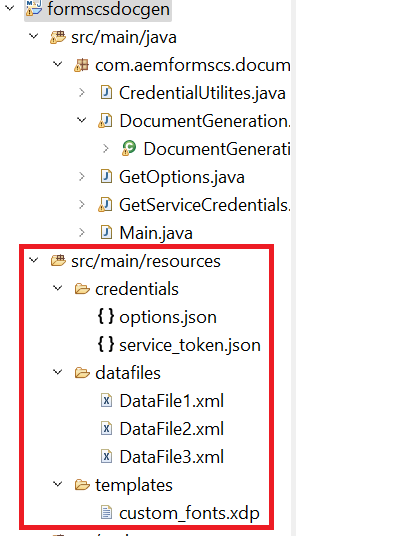 formscsdocgen
src/main/java
com.aemformscs.docum
CredentialUtilites.java
DocumentGeneration.
DocumentGenerati
GetOptions.java
GetServiceCredentials.
Main.java
src/main/resources
credentials
options.json
service_token.json
datafiles
DataFile1.xml
DataFile2.xml
DataFile3.xml
templates
custom_fonts.xdp